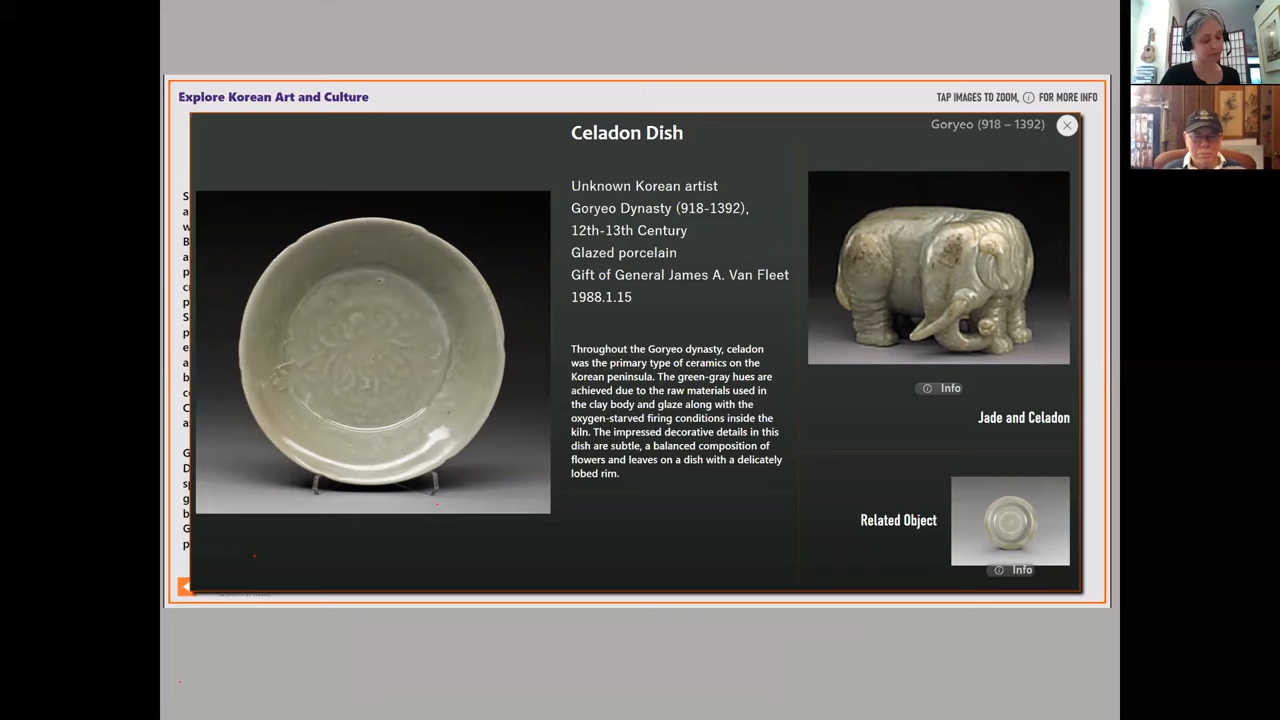 Explore Korean Art and Culture
TAP IMAGES TO ZOOM, i FOR MORE INFO
Celadon Dish
Goryeo (918 – 1392)
Unknown Korean artist
Goryeo Dynasty (918-1392),
12th-13th Century
Glazed porcelain
Gift of General James A. Van Fleet
1988.1.15
Throughout the Goryeo dynasty, celadon
was the primary type of ceramics on the
Korean peninsula. The green-gray hues are
achieved due to the raw materials used in
the clay body and glaze along with the
oxygen-starved firing conditions inside the
kiln. The impressed decorative details in this
dish are subtle, a balanced composition of
flowers and leaves on a dish with a delicately
lobed rim.
Info
Jade and Celadon
Related Object
Info